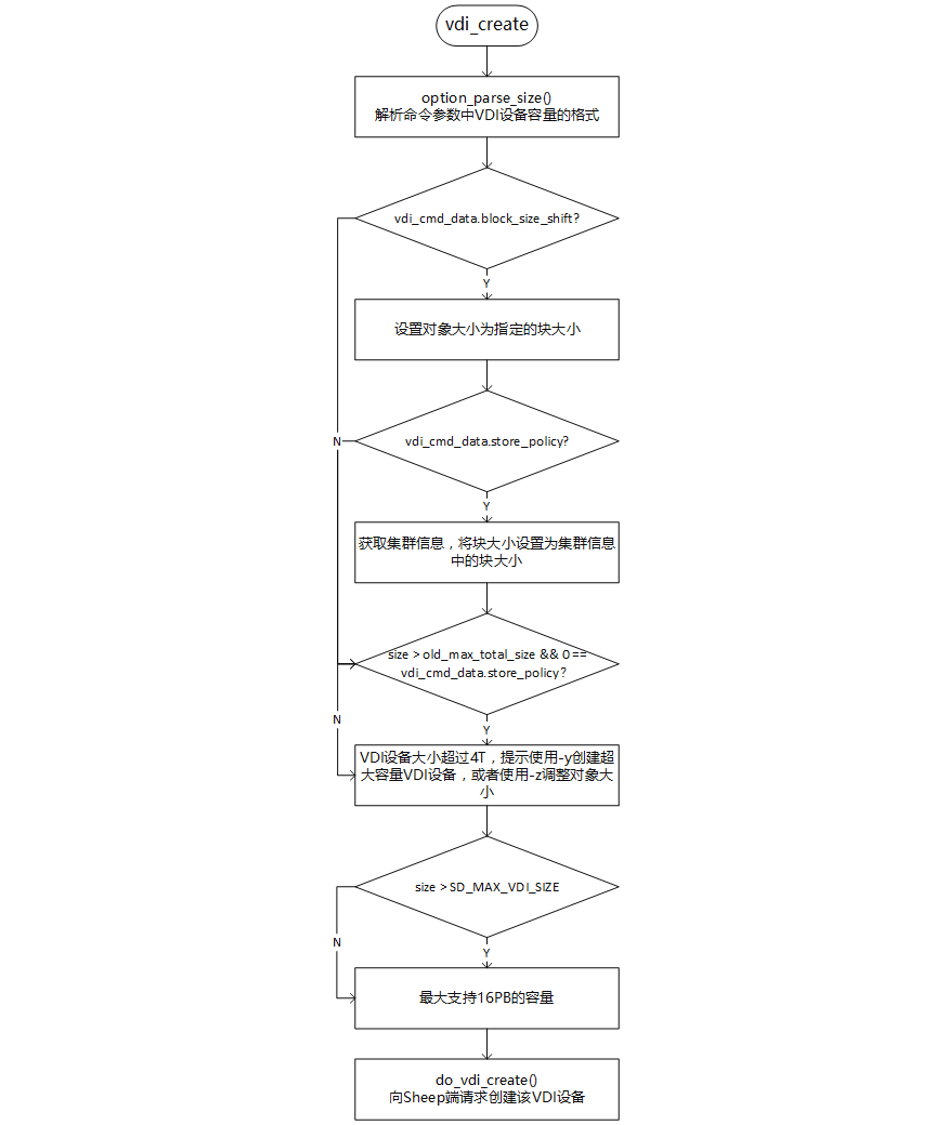 vdi_create
option_parse_size()
解析命令参数中VDI设备容量的格式
vdi_cmd_data.block_size_shift?
Y
设置对象大小为指定的块大小
vdi_cmd_data.store_policy?
N
Y
获取集群信息，将块大小设置为集群信息
中的块大小
size > old_max_total_size && 0 ==
vdi_cmd_data.store_policy?
N
Y
VDI设备大小超过4T，提示使用-y创建超
大容量VDI设备，或者使用-z调整对象大
小
size > SD_MAX_VDI_SIZE
N
Y
最大支持16PB的容量
do_vdi_create()
向Sheep端请求创建该VDI设备